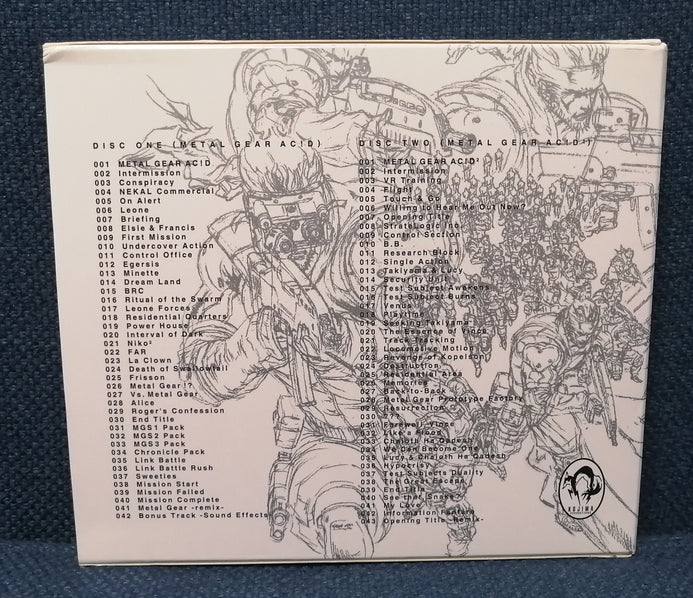 DISC ONE (METAL GEAR AC!D)
001 METAL GEAR AC!D
002 Intermission
003 Conspiracy
004 NEKAL Commercial
005 On Alert
006 Leone
007 Briefing
008 Elsie & Francis
009 First Mission
010 Undercover Action
011 Control Office
012 Egersis
013 Minette
014 Dream Land
015 BRC
016 Ritual of the Swarm
017 Leone Forces
018 Residential Quarters
019 Power House
020 Interval of Dark
021 Niko²
022 FAR
023 La Clown
024 Death of Swallowtail
025 Frisson
026 Metal Gear!?
027 Vs. Metal Gear
028 Alice
029 Roger's Confession
030 End Title
031 MGS1 Pack
032 MGS2 Pack
033 MGS3 Pack
034 Chronicle Pack
035 Link Battle
036 Link Battle Rush
037 Sweeties
038 Mission Start
039 Mission Failed
040 Mission Complete
041 Metal Gear -remix-
042 Bonus Track -Sound Effects
DISC TWO (METAL GEAR AC!D²)
001 METAL GEAR AC!D²
002 Intermission
003 VR Training
004 Flight
005 Touch & Go
006 Willing to Hear Me Out Now?
007 Opening Title
008 StrateLogic Inc.
009 Control Section
010 B.B.
011 Research Block
012 Single Action
013 Takiyama & Lucy
014 Security Unit
015 Test Subject Awakens
016 Test Subject Burns
017 Venus
018 Playtime
019 Seeking Takiyama
020 The Essence of Vince
021 Track Tracking
022 Locomotive Motion
023 Revenge of Kopelson
024 Destruction
025 Residential Area
026 Memories
027 Back-to-Back
028 Metal Gear Prototype Factory
029 Resurrection
030 ???
031 Farewell Vince
032 Like a Flood
033 Chaioth Ha Qadesh
034 We Can Become One
035 Lucy & Chaioth Ha Qadesh
036 Hypocrisy
037 Test Subjects Duality
038 The Great Escape
039 End Title
040 See that, Snake?
041 My Love
042 Information Fanfare
043 Opening Title -Remix-
KOJIMA